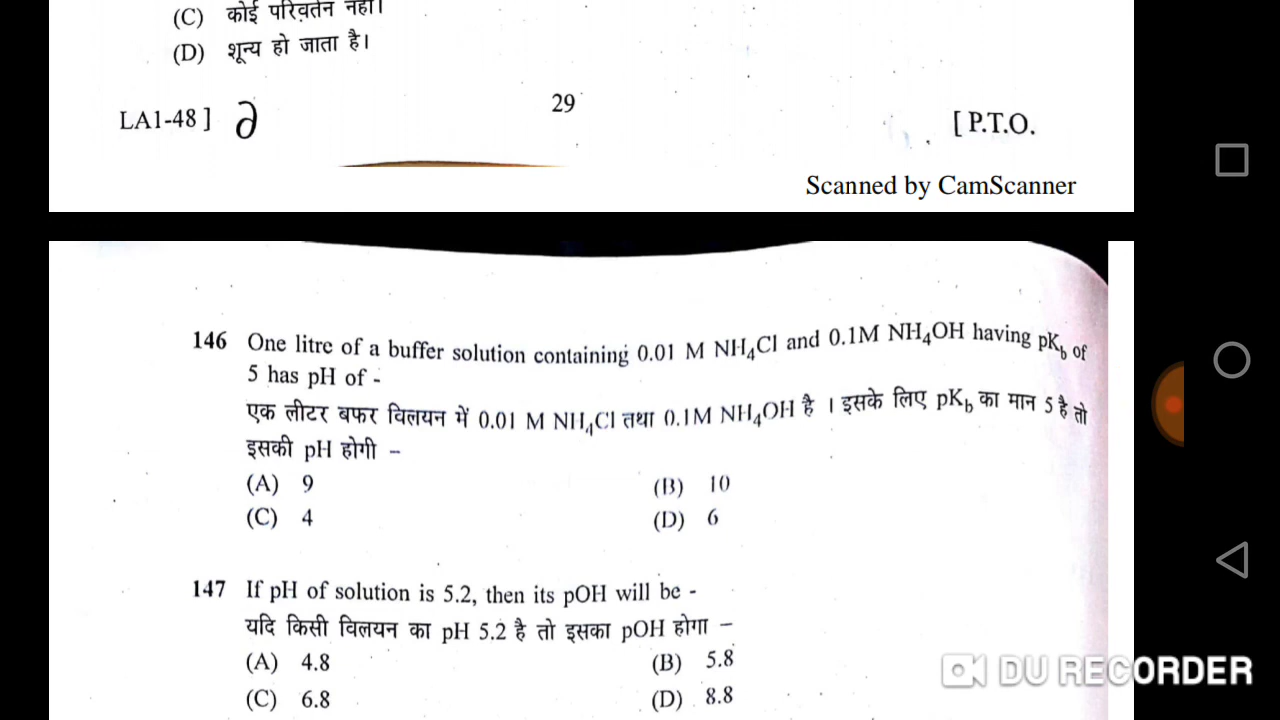 (C) कोई परिवर्तन नहीं।
(D) शून्य हो जाता है।
LA1-48 ] ∂
29
[ P.T.O.
Scanned by CamScanner
146 One litre of a buffer solution containing 0.01 M NH₄Cl and 0.1M NH₄OH having pK_b of
5 has pH of -
एक लीटर बफर विलयन में 0.01 M NH₄Cl तथा 0.1M NH₄OH है । इसके लिए pK_b का मान 5 है तो
इसकी pH होगी –
(A) 9 (B) 10
(C) 4 (D) 6
147 If pH of solution is 5.2, then its pOH will be -
यदि किसी विलयन का pH 5.2 है तो इसका pOH होगा –
(A) 4.8 (B) 5.8
(C) 6.8 (D) 8.8
DU RECORDER